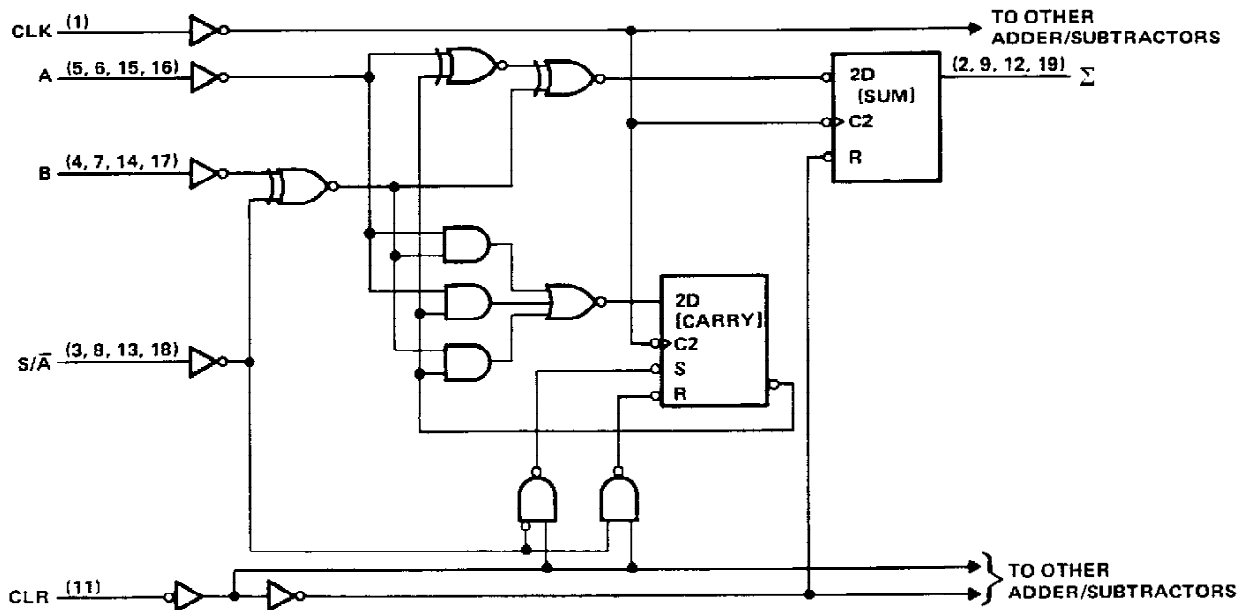 CLK (1)
TO OTHER
ADDER/SUBTRACTORS
A (5, 6, 15, 16)
2D
(SUM)
C2
R
(2, 9, 12, 19)
Σ
B (4, 7, 14, 17)
2D
(CARRY)
C2
S
R
S/A̅ (3, 8, 13, 18)
CLR (11)
TO OTHER
ADDER/SUBTRACTORS